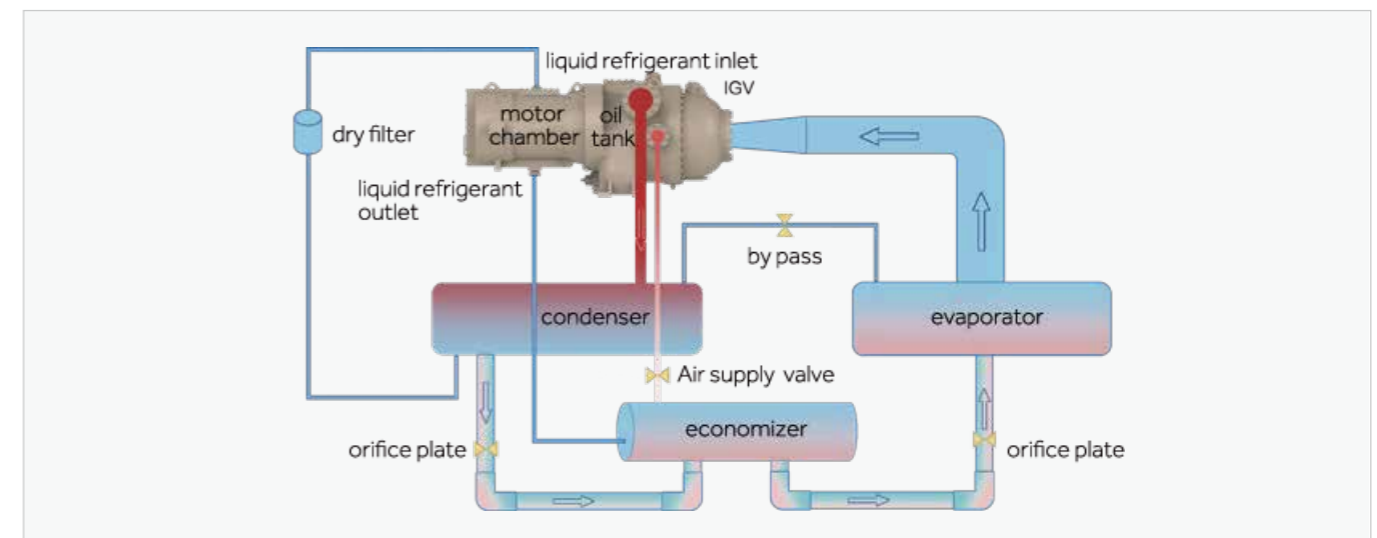 liquid refrigerant inlet
IGV
motor
chamber
oil
tank
dry filter
liquid refrigerant
outlet
by pass
condenser
evaporator
Air supply valve
economizer
orifice plate
orifice plate